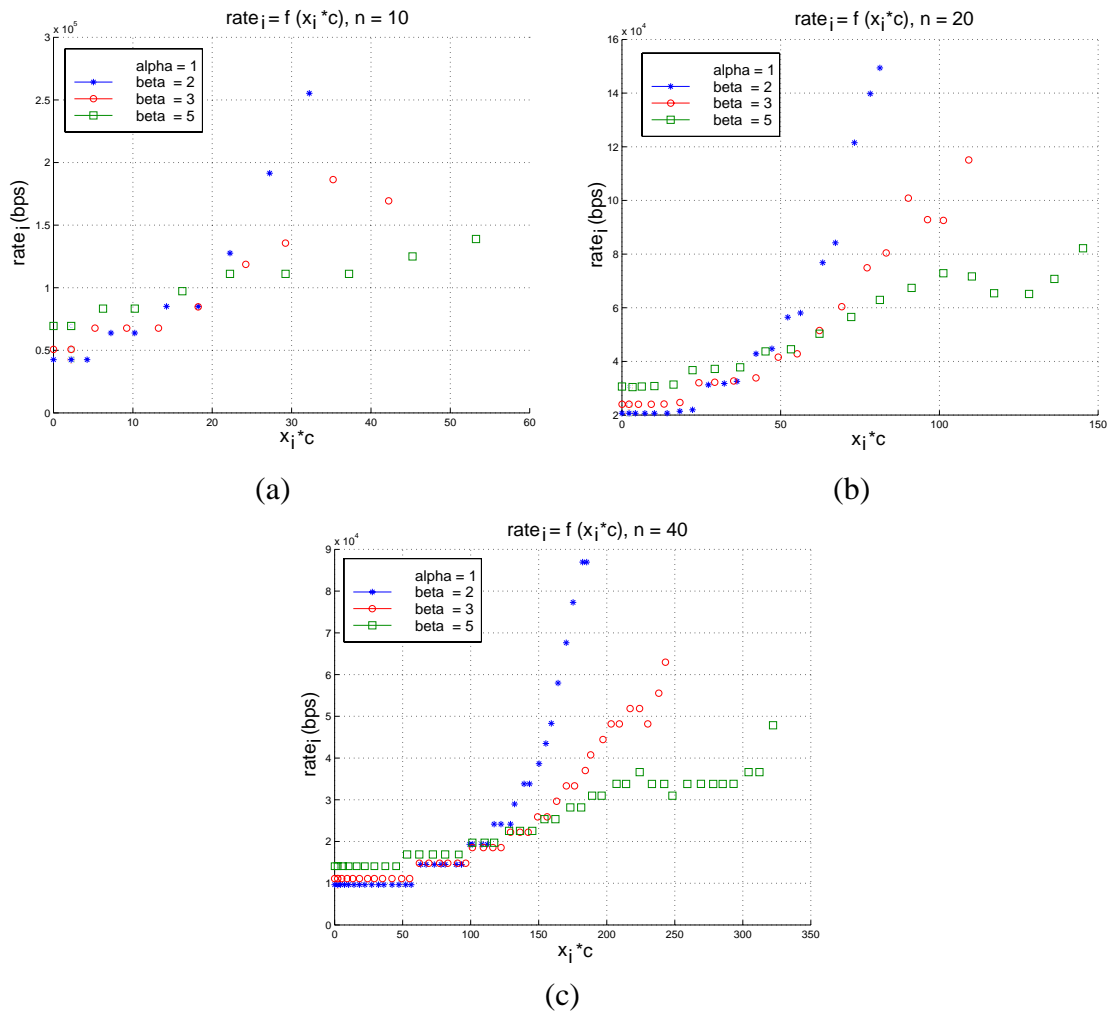 rate_i = f (x_i*c), n = 10
x 10^5
alpha = 1
beta = 2
beta = 3
beta = 5
rate_i (bps)
3
2.5
2
1.5
1
0.5
0
0 10 20 30 40 50 60
x_i*c
(a)
rate_i = f (x_i*c), n = 20
x 10^4
alpha = 1
beta = 2
beta = 3
beta = 5
rate_i (bps)
16
14
12
10
8
6
4
2
0 50 100 150
x_i*c
(b)
rate_i = f (x_i*c), n = 40
x 10^4
alpha = 1
beta = 2
beta = 3
beta = 5
rate_i (bps)
9
8
7
6
5
4
3
2
1
0
0 50 100 150 200 250 300 350
x_i*c
(c)